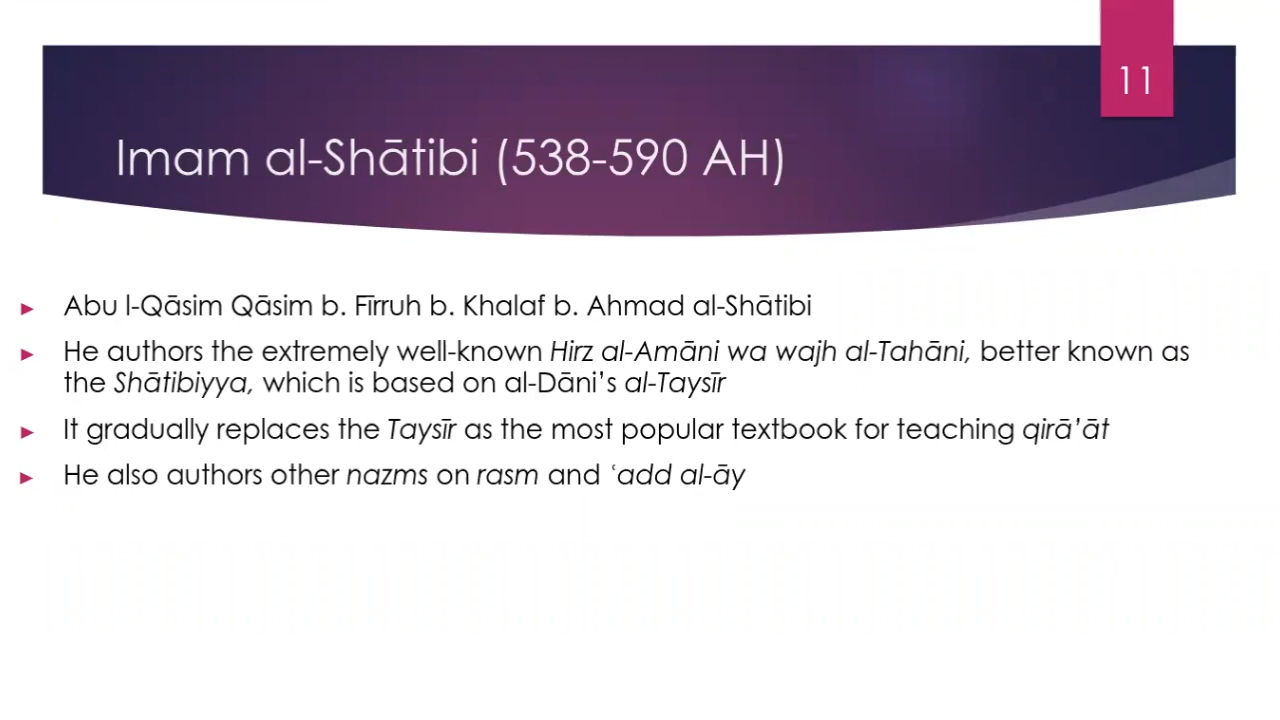 11
Imam al-Shātibi (538-590 AH)
► Abu l-Qāsim Qāsim b. Fīrruh b. Khalaf b. Ahmad al-Shātibi
► He authors the extremely well-known Hirz al-Amāni wa wajh al-Tahāni, better known as
the Shātibiyya, which is based on al-Dāni’s al-Taysīr
► It gradually replaces the Taysīr as the most popular textbook for teaching qirā’āt
► He also authors other nazms on rasm and ʿadd al-āy